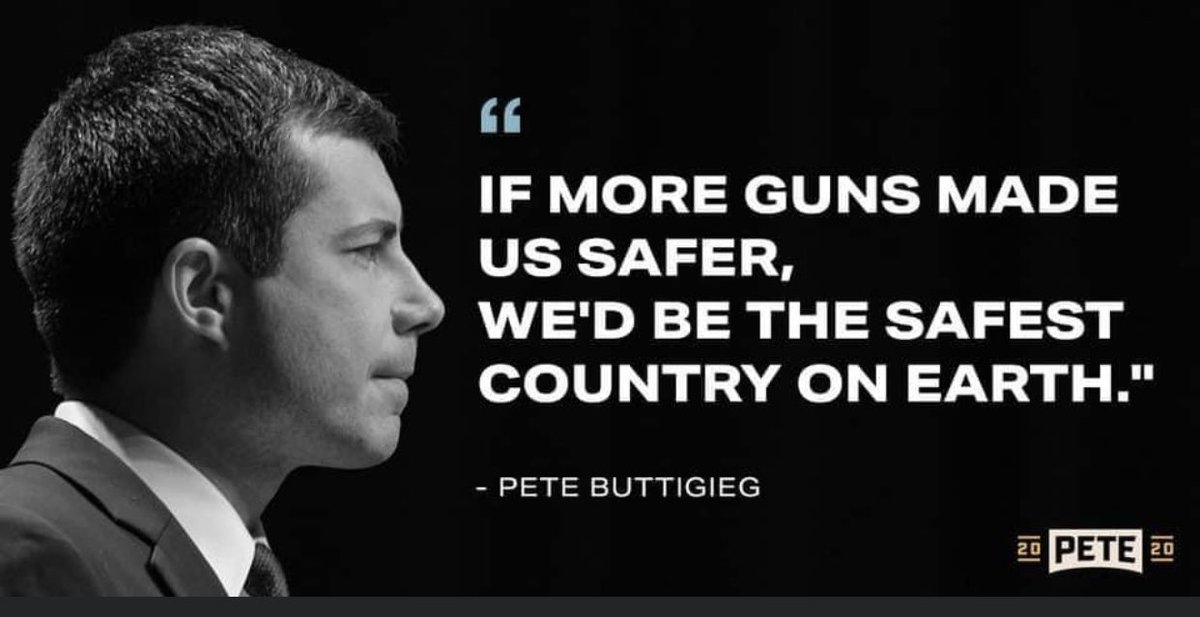 “
IF MORE GUNS MADE
US SAFER,
WE'D BE THE SAFEST
COUNTRY ON EARTH."
- PETE BUTTIGIEG
20 PETE 20